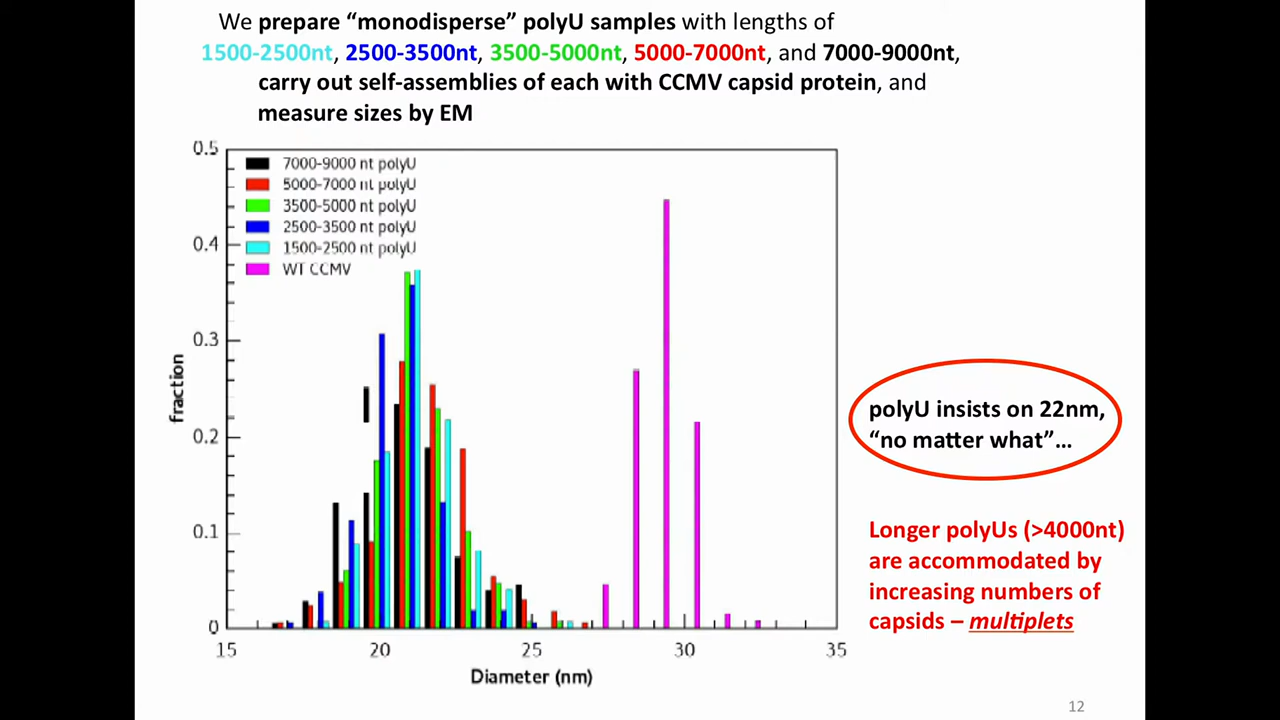 We prepare “monodisperse” polyU samples with lengths of
1500-2500nt, 2500-3500nt, 3500-5000nt, 5000-7000nt, and 7000-9000nt,
carry out self-assemblies of each with CCMV capsid protein, and
measure sizes by EM
0.5
7000-9000 nt polyU
5000-7000 nt polyU
3500-5000 nt polyU
2500-3500 nt polyU
1500-2500 nt polyU
WT CCMV
0.4
0.3
0.2
0.1
0
fraction
15 20 25 30 35
Diameter (nm)
polyU insists on 22nm,
“no matter what”...
Longer polyUs (>4000nt)
are accommodated by
increasing numbers of
capsids – multiplets
12